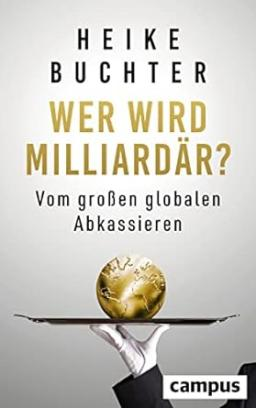 HEIKE
BUCHTER
WER WIRD
MILLIARDÄR?
Vom großen globalen
Abkassieren
campus